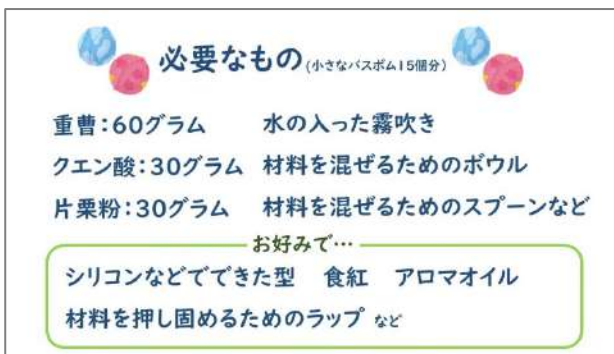 必要なもの(小さなバスボム15個分)
重曹:60グラム 水の入った霧吹き
クエン酸:30グラム 材料を混ぜるためのボウル
片栗粉:30グラム 材料を混ぜるためのスプーンなど
お好みで…
シリコンなどでできた型 食紅 アロマオイル
材料を押し固めるためのラップ など